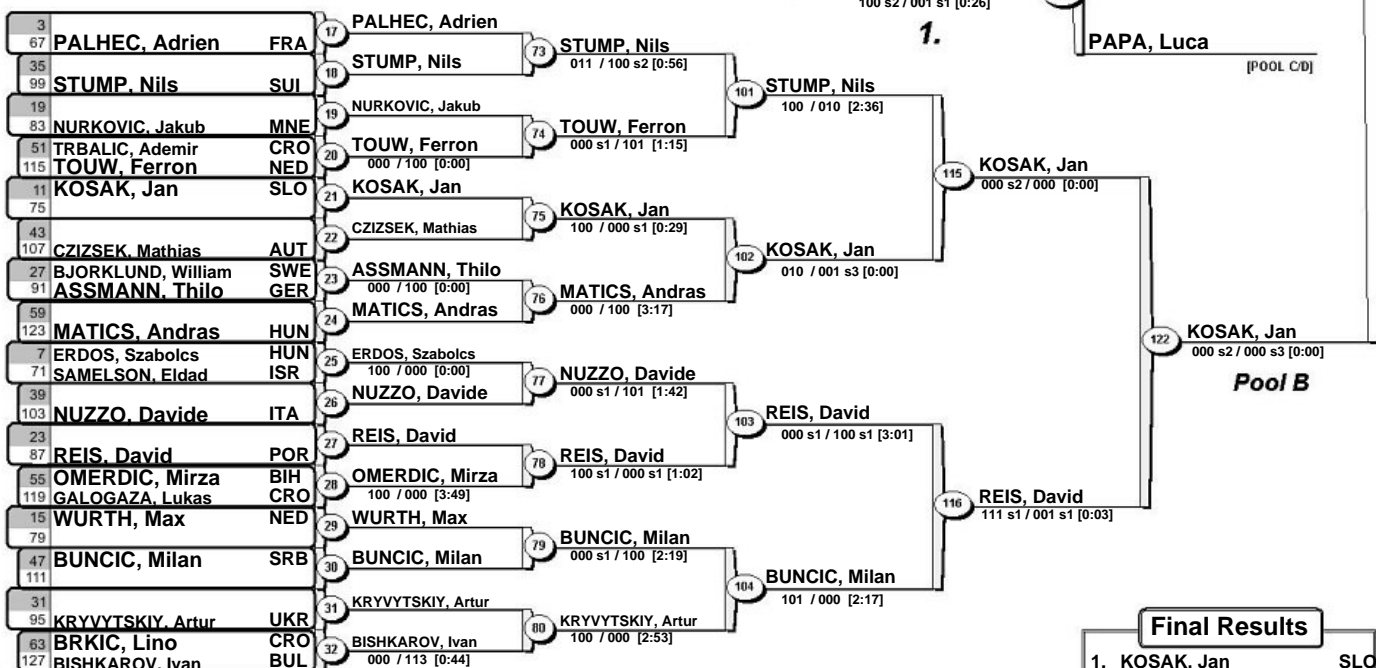 100 s2 / 001 s1 [0:26]
1.
PAPA, Luca
[POOL C/D]
3
67 PALHEC, Adrien FRA
35
99 STUMP, Nils SUI
19
83 NURKOVIC, Jakub MNE
51 TRBALIC, Ademir CRO
115 TOUW, Ferron NED
11 KOSAK, Jan SLO
75
43
107 CZIZSEK, Mathias AUT
27 BJORKLUND, William SWE
91 ASSMANN, Thilo GER
59
123 MATICS, Andras HUN
7 ERDOS, Szabolcs HUN
71 SAMELSON, Eldad ISR
39
103 NUZZO, Davide ITA
23
87 REIS, David POR
55 OMERDIC, Mirza BIH
119 GALOGAZA, Lukas CRO
15 WURTH, Max NED
79
47 BUNCIC, Milan SRB
111
31
95 KRYVYTSKIY, Artur UKR
63 BRKIC, Lino CRO
127 BISHKAROV, Ivan BUL
17 PALHEC, Adrien
18 STUMP, Nils
19 NURKOVIC, Jakub
20 TOUW, Ferron
000 / 100 [0:00]
21 KOSAK, Jan
22 CZIZSEK, Mathias
23 ASSMANN, Thilo
000 / 100 [0:00]
24 MATICS, Andras
25 ERDOS, Szabolcs
100 / 000 [0:00]
26 NUZZO, Davide
27 REIS, David
28 OMERDIC, Mirza
100 / 000 [3:49]
29 WURTH, Max
30 BUNCIC, Milan
31 KRYVYTSKIY, Artur
32 BISHKAROV, Ivan
000 / 113 [0:44]
73 STUMP, Nils
011 / 100 s2 [0:56]
74 TOUW, Ferron
000 s1 / 101 [1:15]
75 KOSAK, Jan
100 / 000 s1 [0:29]
76 MATICS, Andras
000 / 100 [3:17]
77 NUZZO, Davide
000 s1 / 101 [1:42]
78 REIS, David
100 s1 / 000 s1 [1:02]
79 BUNCIC, Milan
000 s1 / 100 [2:19]
80 KRYVYTSKIY, Artur
100 / 000 [2:53]
101 STUMP, Nils
100 / 010 [2:36]
102 KOSAK, Jan
010 / 001 s3 [0:00]
103 REIS, David
000 s1 / 100 s1 [3:01]
104 BUNCIC, Milan
101 / 000 [2:17]
115 KOSAK, Jan
000 s2 / 000 [0:00]
116 REIS, David
111 s1 / 001 s1 [0:03]
122 KOSAK, Jan
000 s2 / 000 s3 [0:00]
Pool B
Final Results
1. KOSAK, Jan SLO